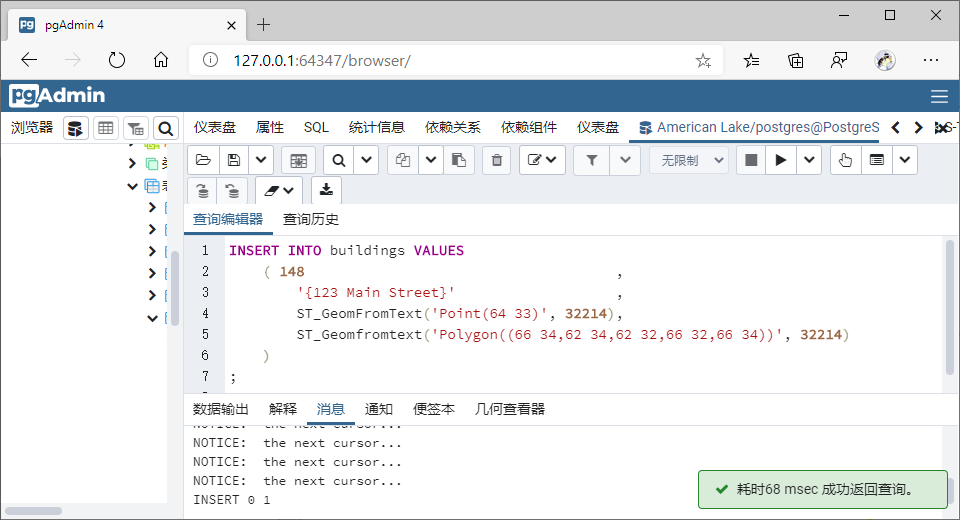 pgAdmin 4
127.0.0.1:64347/browser/
pgAdmin
浏览器 仪表盘 属性 SQL 统计信息 依赖关系 依赖组件 仪表盘 American Lake/postgres@PostgreS
无限制
查询编辑器 查询历史
1 INSERT INTO buildings VALUES
2 ( 148 ,
3 '{123 Main Street}' ,
4 ST_GeomFromText('Point(64 33)', 32214),
5 ST_Geomfromtext('Polygon((66 34,62 34,62 32,66 32,66 34))', 32214)
6 )
7 ;
数据输出 解释 消息 通知 便签本 几何查看器
NOTICE: the next cursor...
NOTICE: the next cursor...
NOTICE: the next cursor...
NOTICE: the next cursor...
INSERT 0 1
耗时68 msec 成功返回查询。